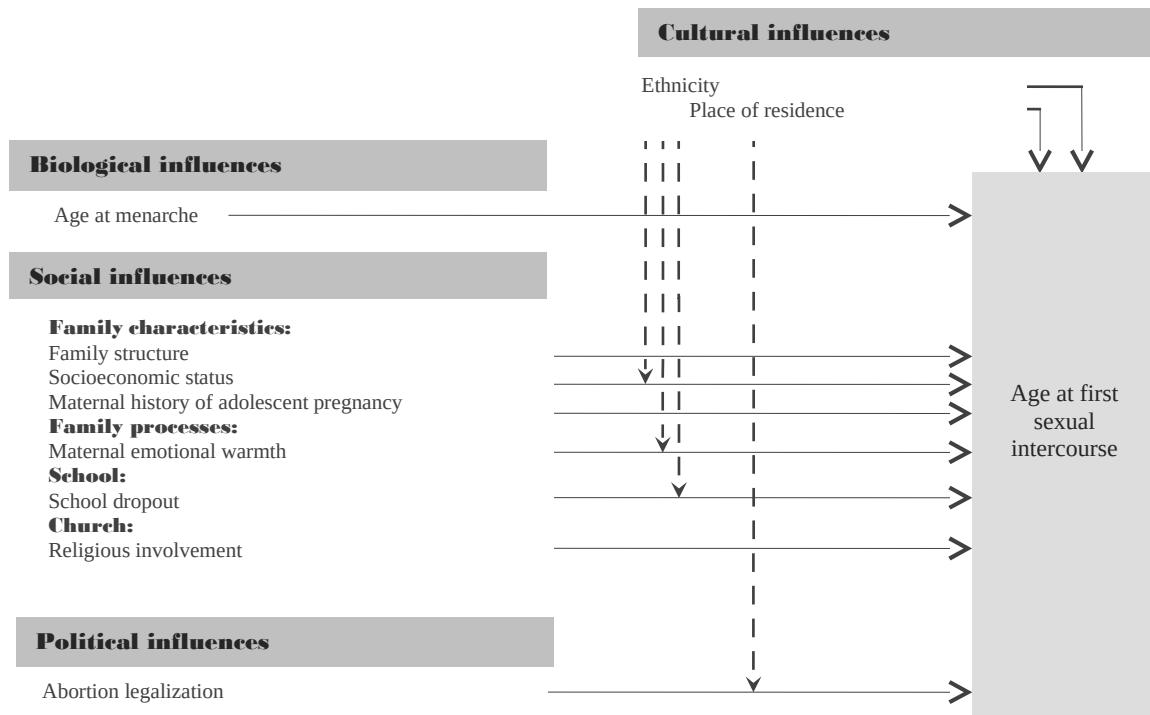 Cultural influences
Ethnicity
Place of residence
Biological influences
Age at menarche
Social influences
Family characteristics:
Family structure
Socioeconomic status
Maternal history of adolescent pregnancy
Family processes:
Maternal emotional warmth
School:
School dropout
Church:
Religious involvement
Age at first
sexual
intercourse
Political influences
Abortion legalization